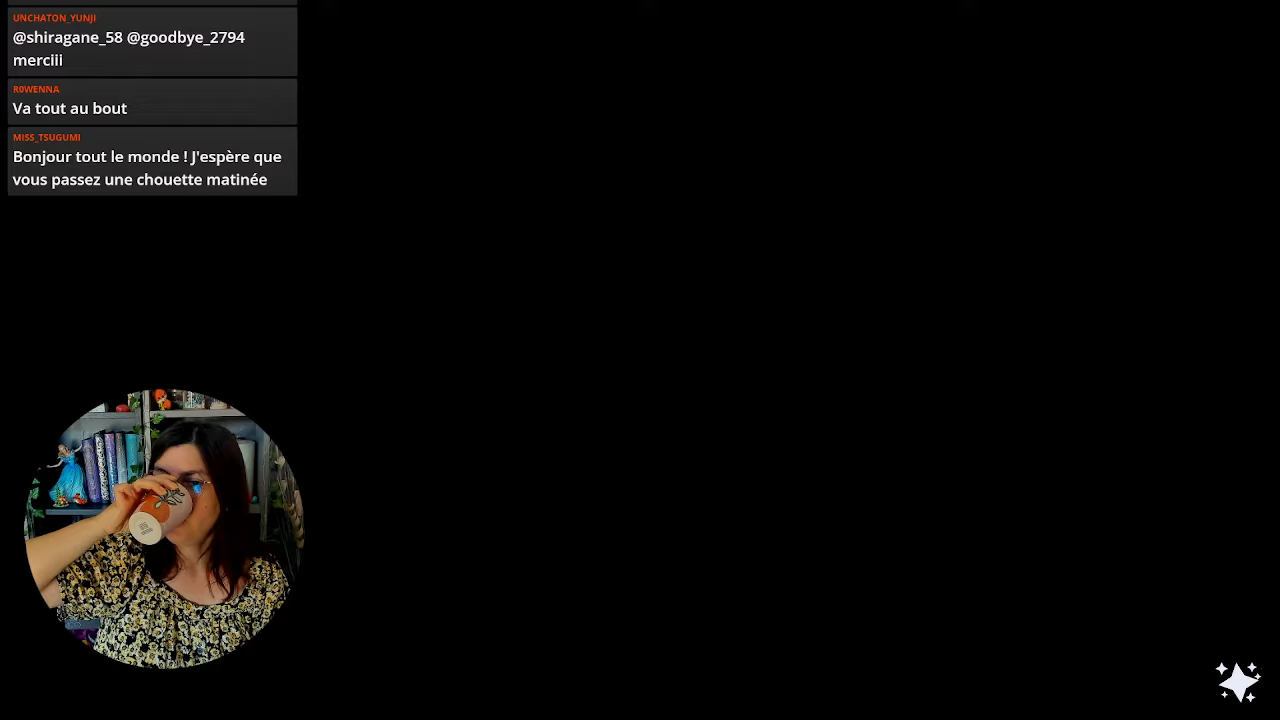 UNCHATON_YUNJI
@shiragane_58 @goodbye_2794
merciii
R0WENNA
Va tout au bout
MISS_TSUGUMI
Bonjour tout le monde ! J'espère que
vous passez une chouette matinée